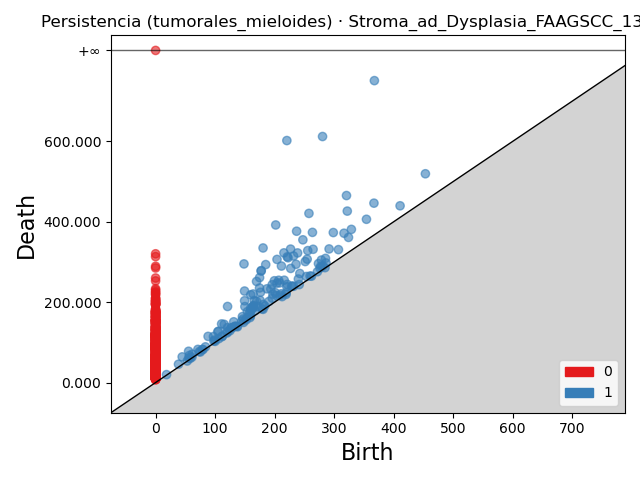 Persistencia (tumorales_mieloides) · Stroma_ad_Dysplasia_FAAGSCC_13
+∞
600.000
400.000
200.000
0.000
Death
0
1
0 100 200 300 400 500 600 700
Birth